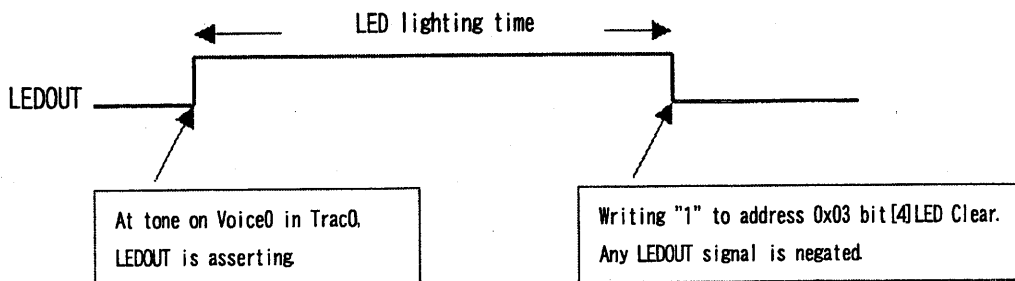 LED lighting time
LEDOUT
At tone on Voice0 in Trac0,
LEDOUT is asserting.
Writing "1" to address 0x03 bit[4]LED Clear.
Any LEDOUT signal is negated.